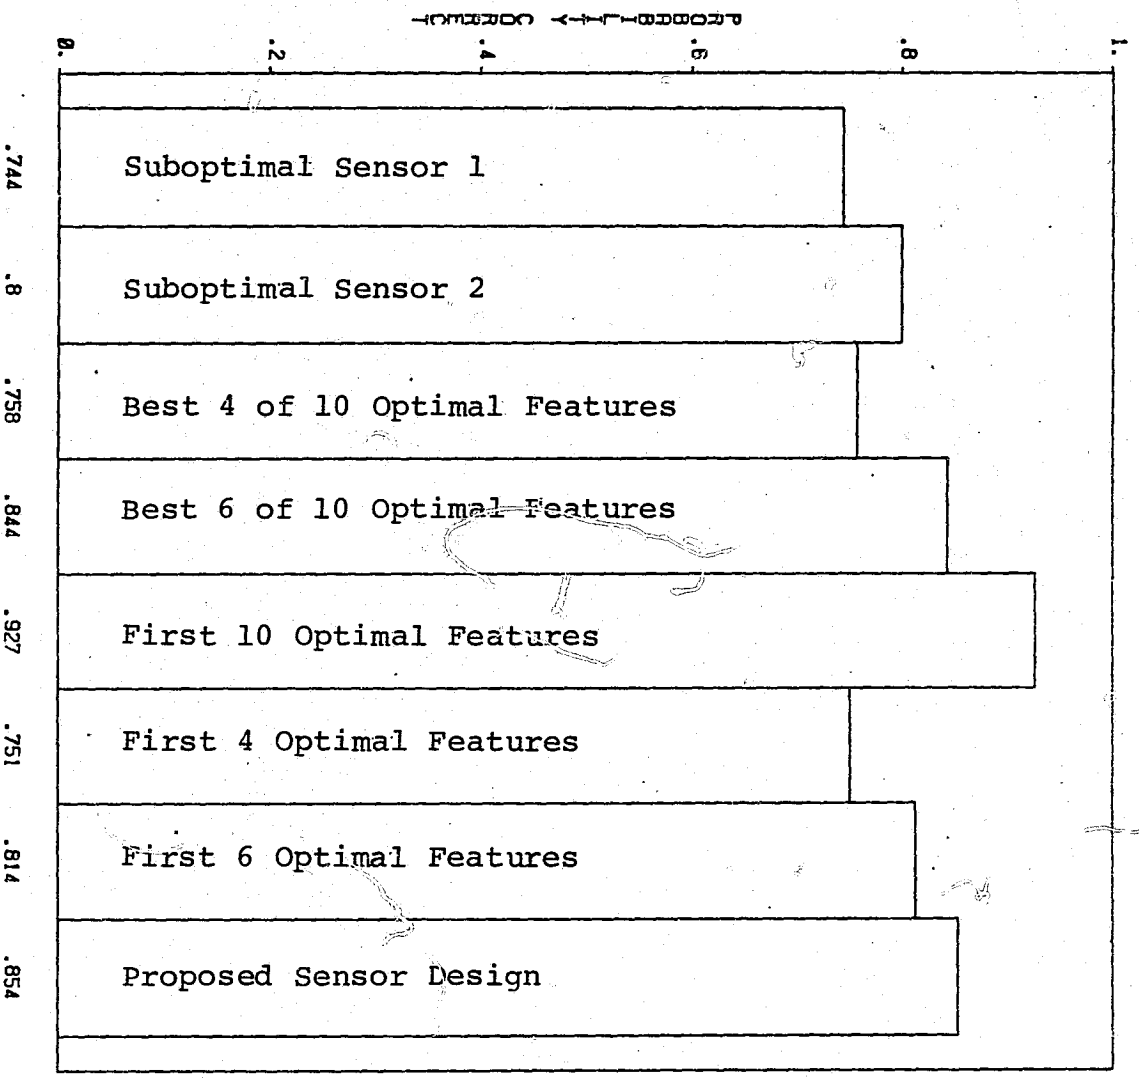 PROBABILITY CORRECT
0. .2 .4 .6 .8 1.
.744 Suboptimal Sensor 1
.8 Suboptimal Sensor 2
.758 Best 4 of 10 Optimal Features
.844 Best 6 of 10 Optimal Features
.927 First 10 Optimal Features
.751 First 4 Optimal Features
.814 First 6 Optimal Features
.854 Proposed Sensor Design